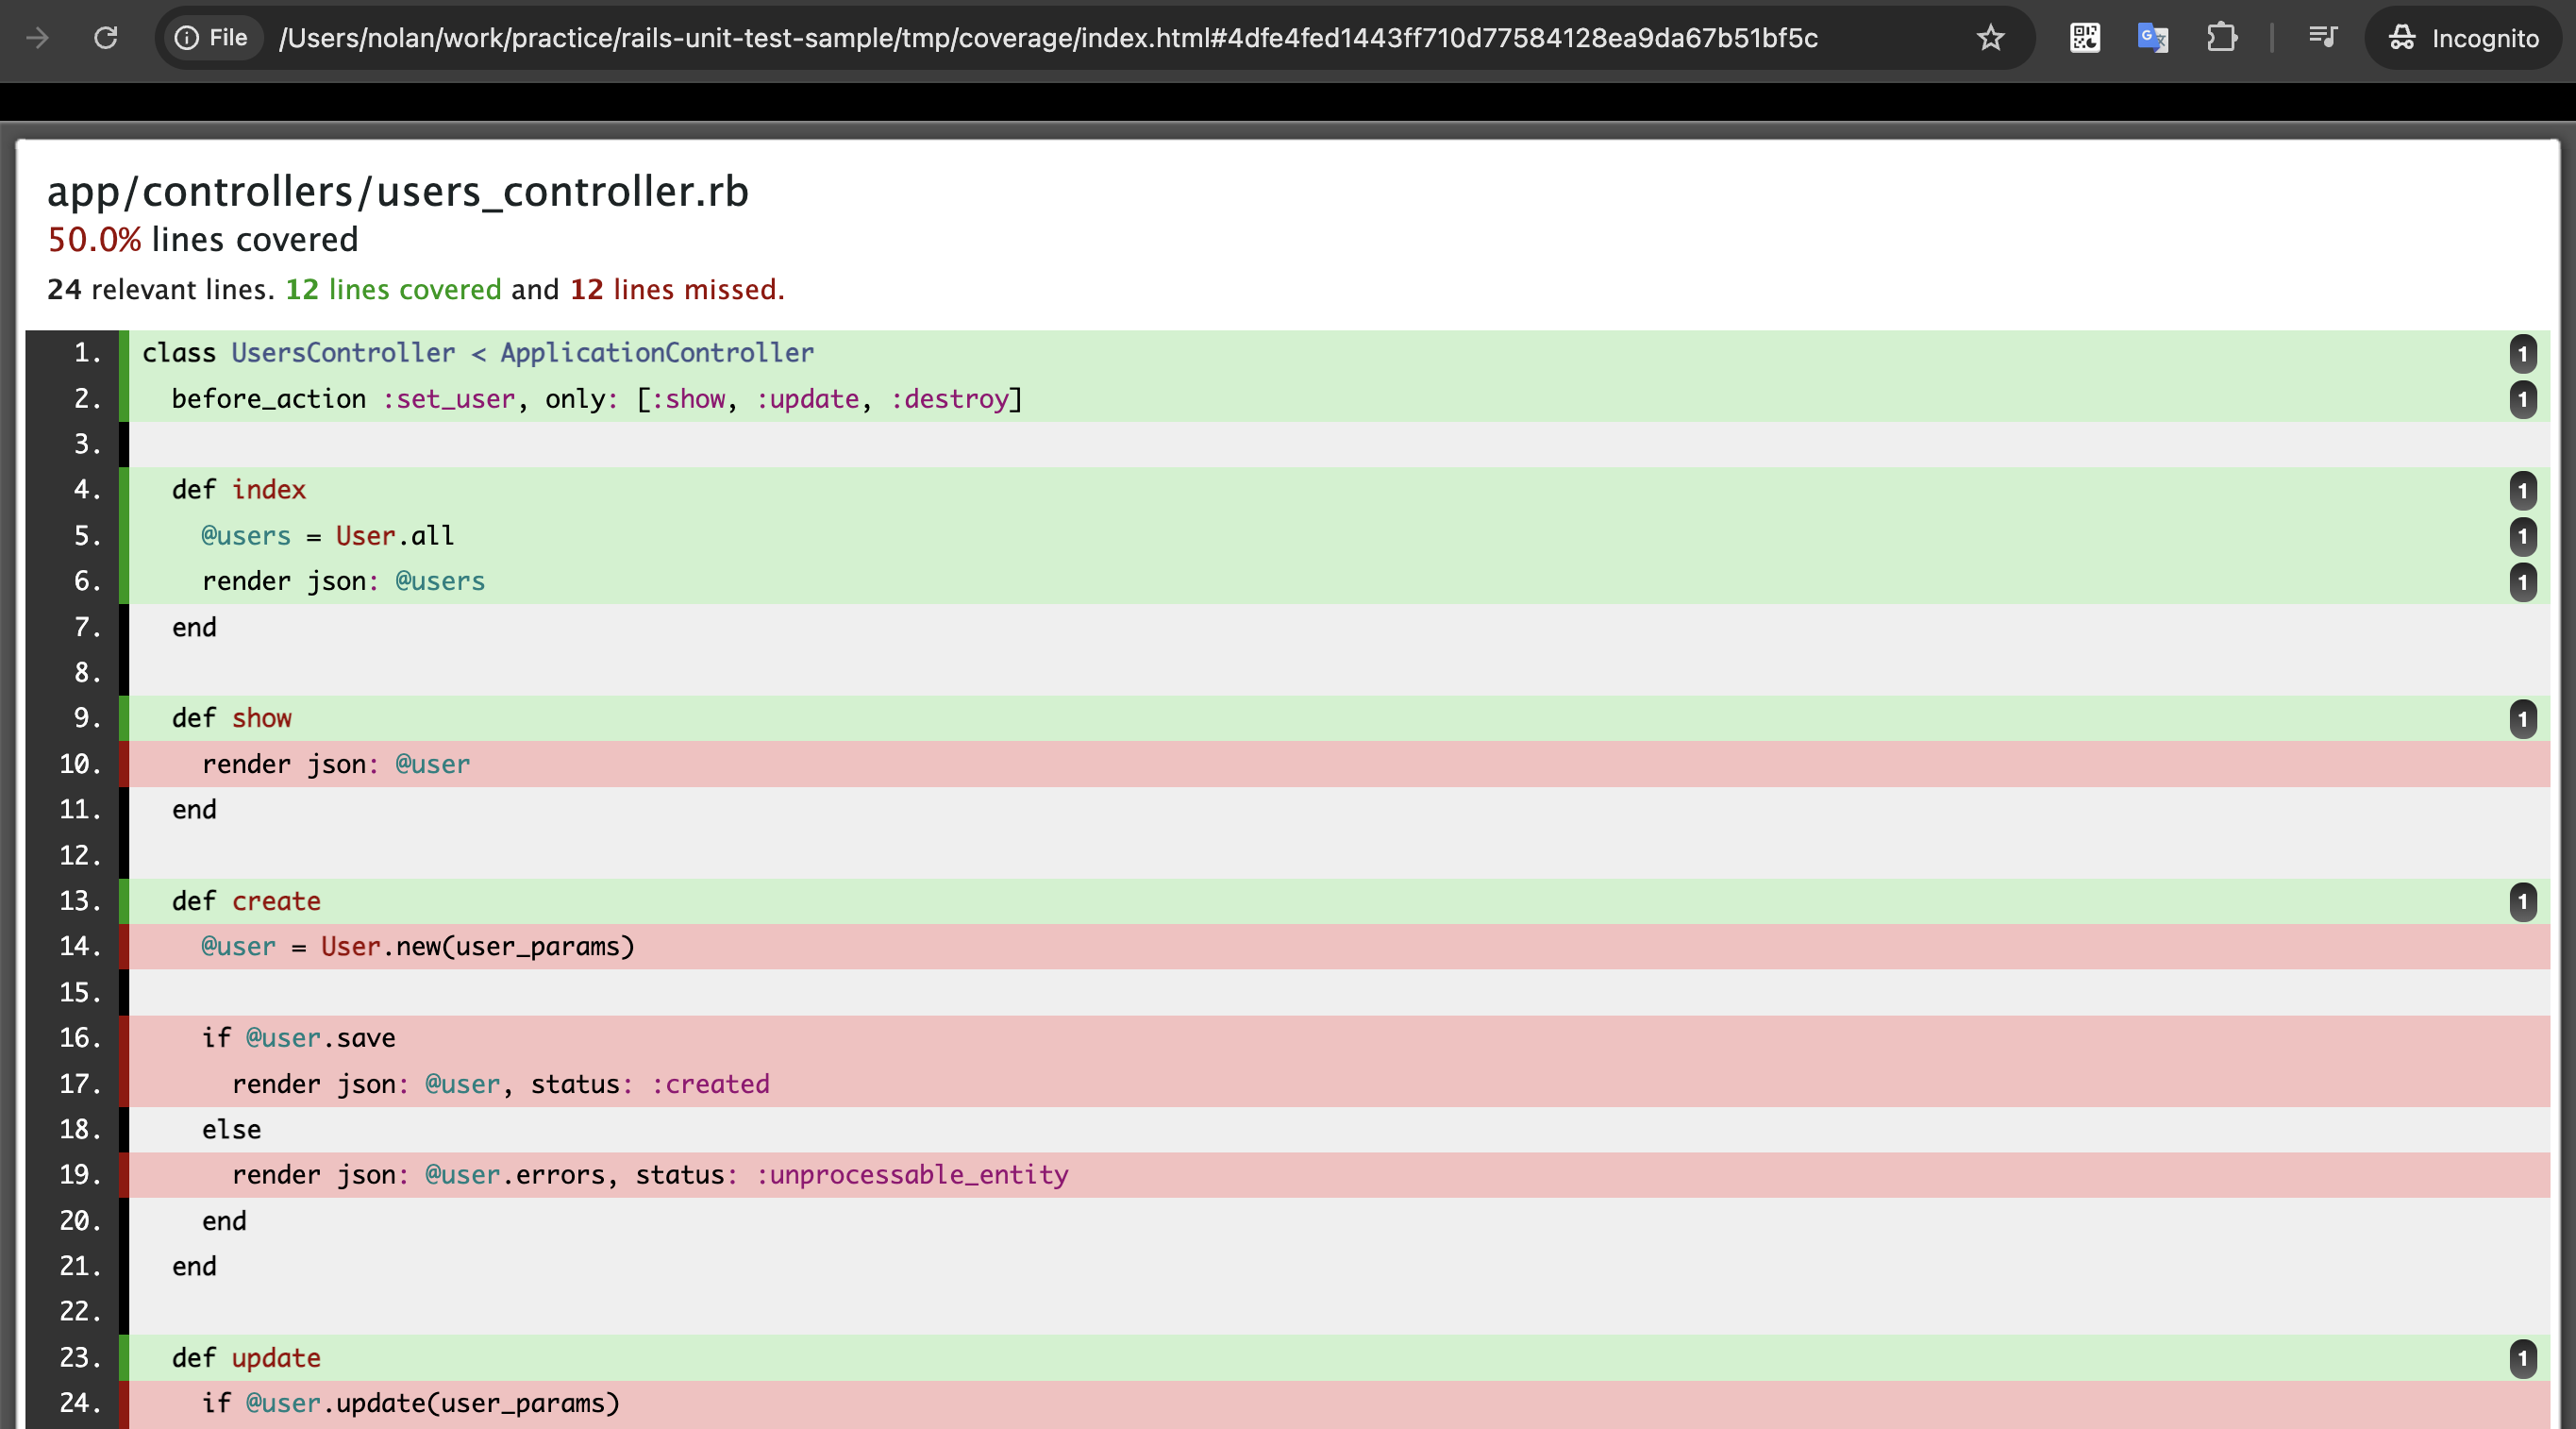 File /Users/nolan/work/practice/rails-unit-test-sample/tmp/coverage/index.html#4dfe4fed1443ff710d77584128ea9da67b51bf5c Incognito
app/controllers/users_controller.rb
50.0% lines covered
24 relevant lines. 12 lines covered and 12 lines missed.
1. class UsersController < ApplicationController 1
2. before_action :set_user, only: [:show, :update, :destroy] 1
3.
4. def index 1
5. @users = User.all 1
6. render json: @users 1
7. end
8.
9. def show 1
10. render json: @user
11. end
12.
13. def create 1
14. @user = User.new(user_params)
15.
16. if @user.save
17. render json: @user, status: :created
18. else
19. render json: @user.errors, status: :unprocessable_entity
20. end
21. end
22.
23. def update 1
24. if @user.update(user_params)